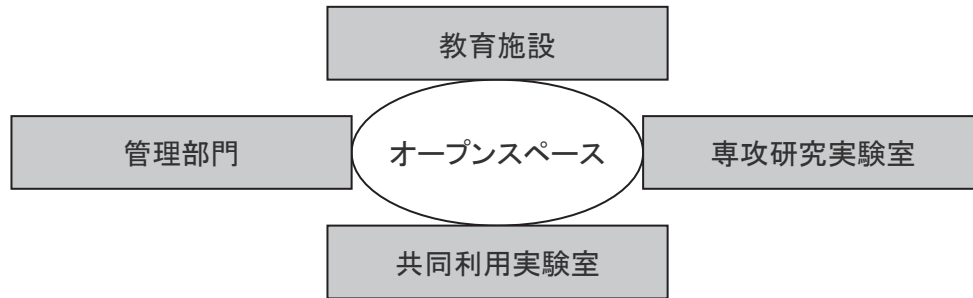 教育施設
管理部門
オープンスペース
専攻研究実験室
共同利用実験室